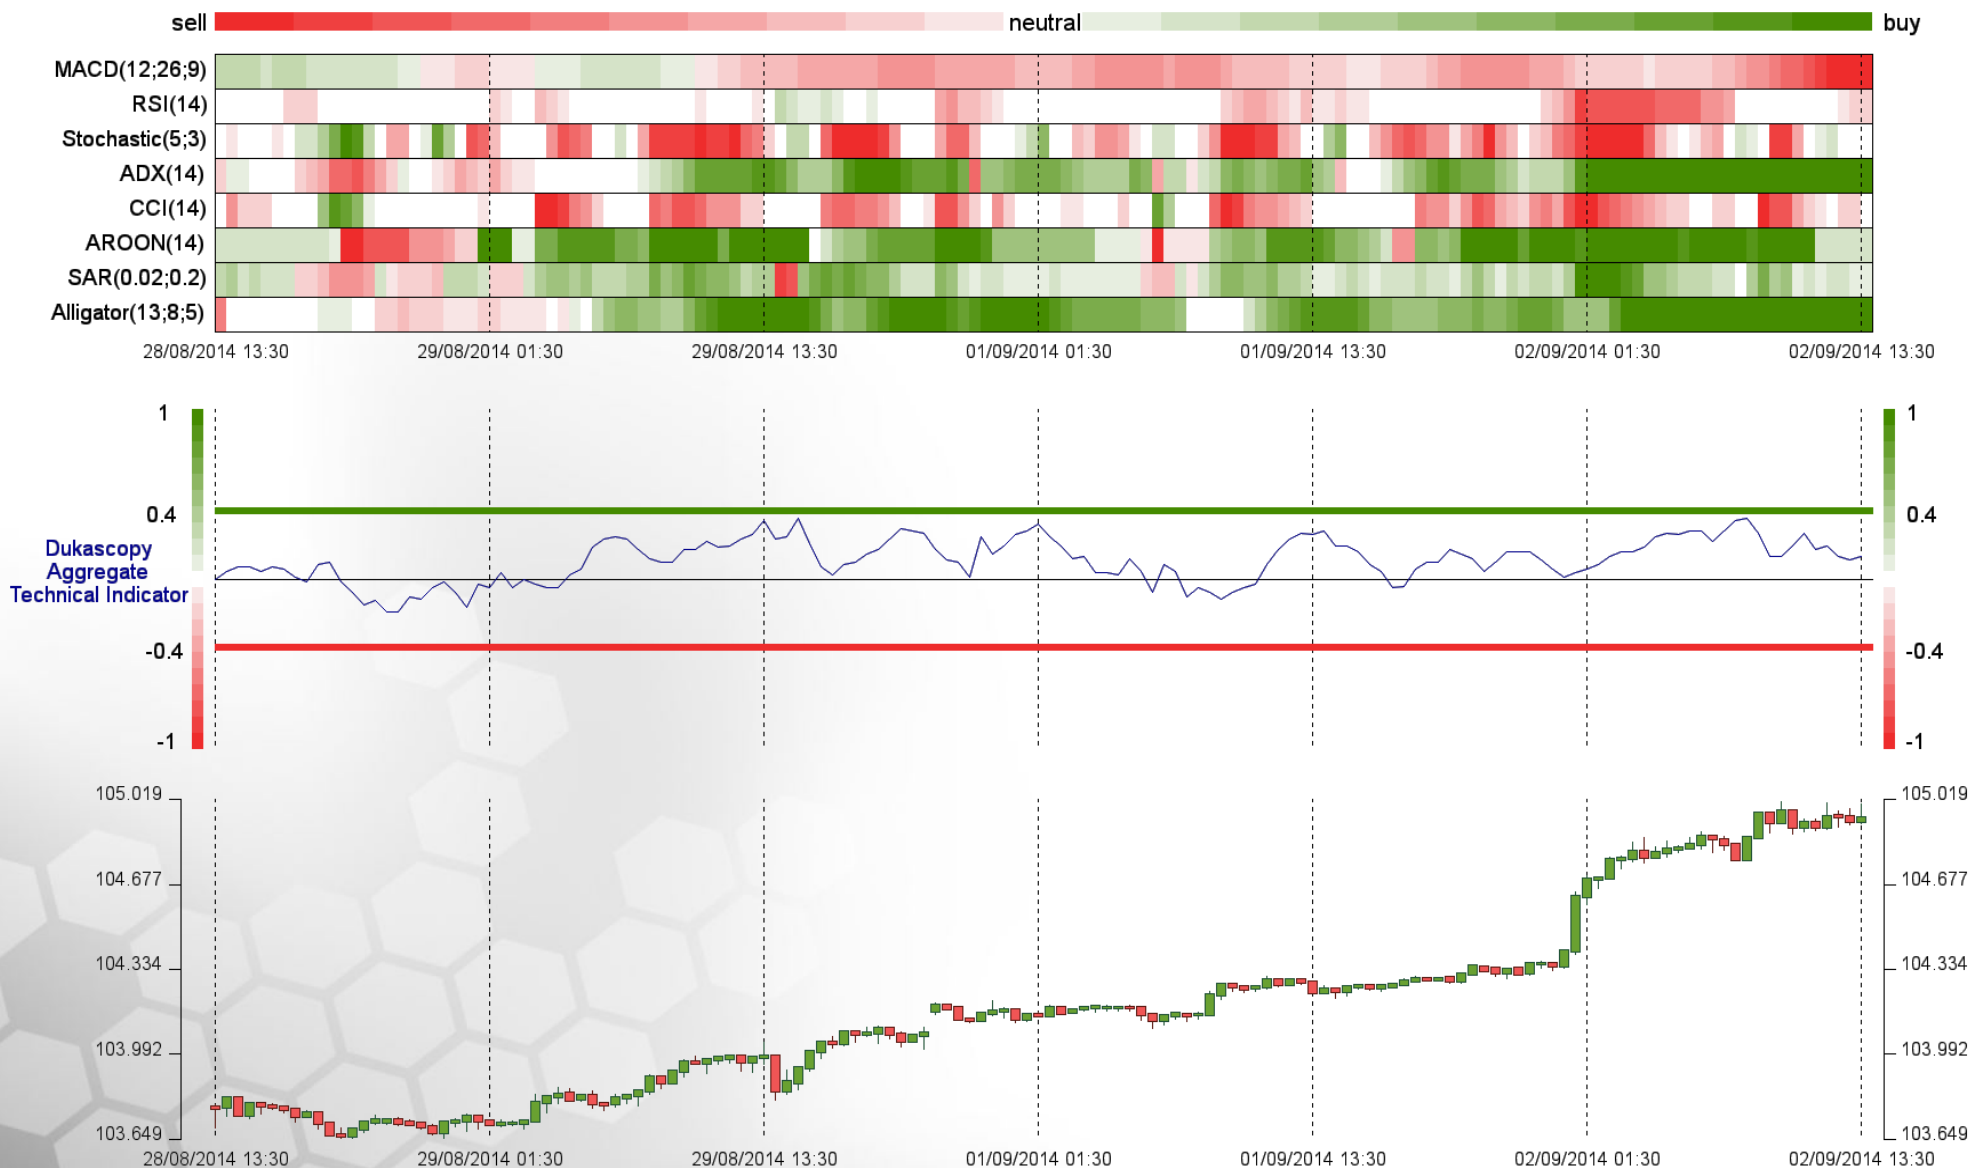 sell neutral buy
MACD(12;26;9)
RSI(14)
Stochastic(5;3)
ADX(14)
CCI(14)
AROON(14)
SAR(0.02;0.2)
Alligator(13;8;5)
28/08/2014 13:30 29/08/2014 01:30 29/08/2014 13:30 01/09/2014 01:30 01/09/2014 13:30 02/09/2014 01:30 02/09/2014 13:30
1 1
0.4 0.4
Dukascopy
Aggregate
Technical Indicator
-0.4 -0.4
-1 -1
105.019 105.019
104.677 104.677
104.334 104.334
103.992 103.992
103.649 103.649
28/08/2014 13:30 29/08/2014 01:30 29/08/2014 13:30 01/09/2014 01:30 01/09/2014 13:30 02/09/2014 01:30 02/09/2014 13:30